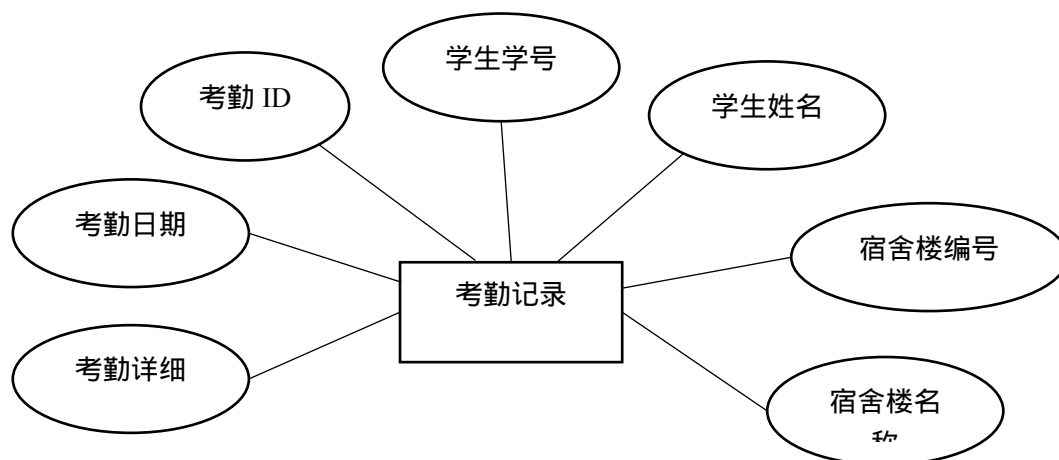 学生学号
考勤 ID
学生姓名
考勤日期
宿舍楼编号
考勤记录
考勤详细
宿舍楼名
称